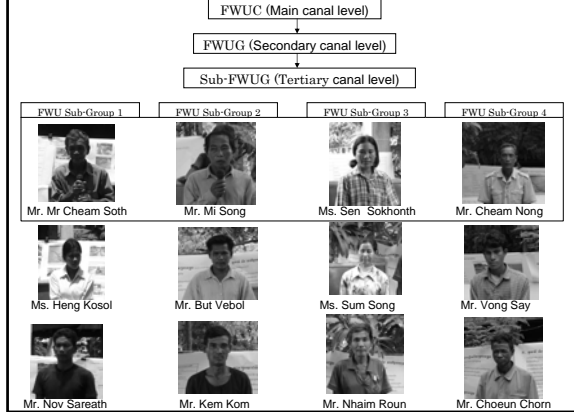 FWUC (Main canal level)
FWUG (Secondary canal level)
Sub-FWUG (Tertiary canal level)
FWU Sub-Group 1
FWU Sub-Group 2
FWU Sub-Group 3
FWU Sub-Group 4
Mr. Mr Cheam Soth
Mr. Mi Song
Ms. Sen Sokhonth
Mr. Cheam Nong
Ms. Heng Kosol
Mr. But Vebol
Ms. Sum Song
Mr. Vong Say
Mr. Nov Sareath
Mr. Kem Kom
Mr. Nhaim Roun
Mr. Choeun Chorn